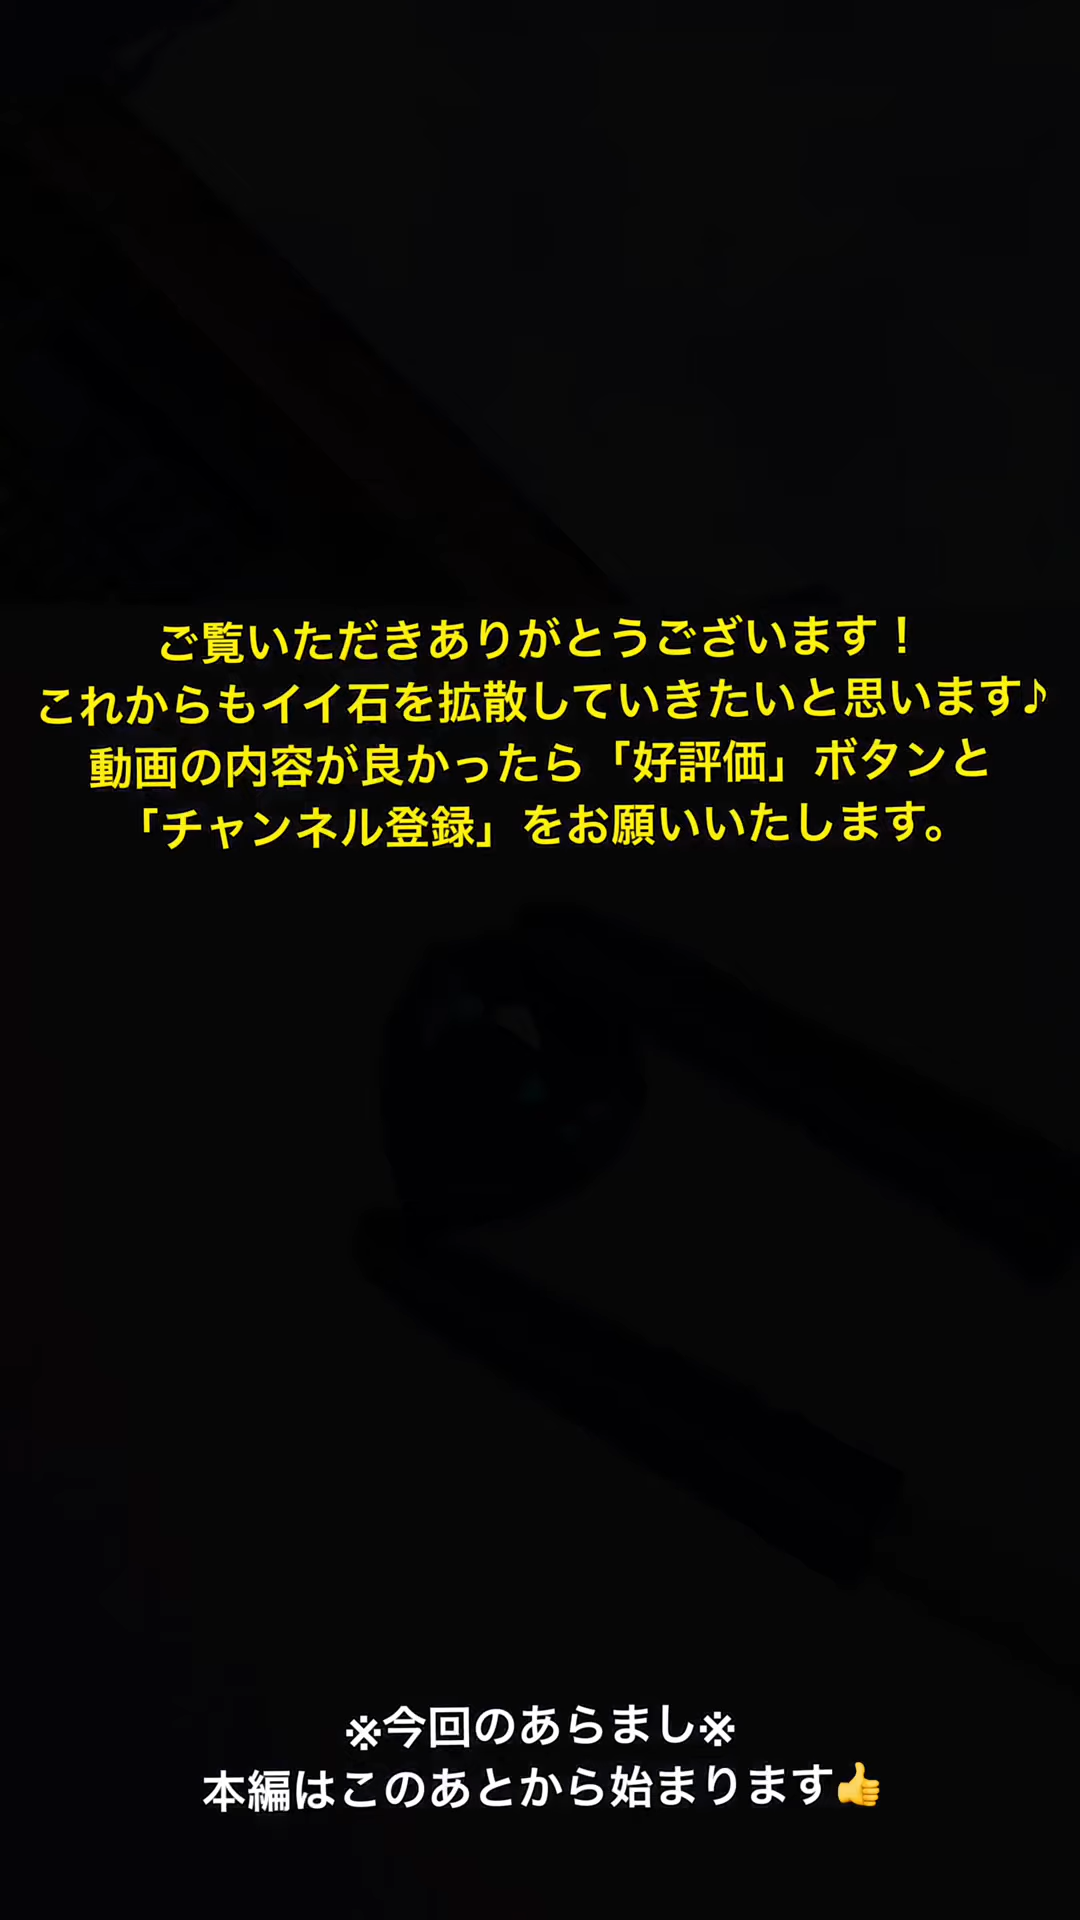 ご覧いただきありがとうございます！
これからもイイ石を拡散していきたいと思います♪
動画の内容が良かったら「好評価」ボタンと
「チャンネル登録」をお願いいたします。
※今回のあらまし※
本編はこのあとから始まります👍